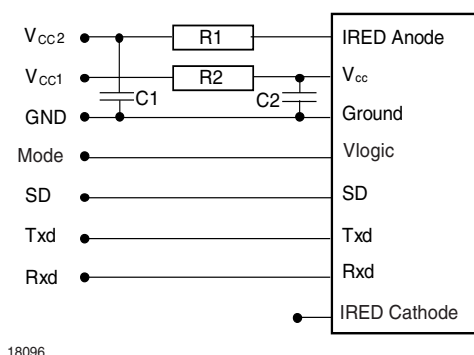 VCC2 R1 IRED Anode
VCC1 R2 Vcc
C1 C2
GND Ground
Mode Vlogic
SD SD
Txd Txd
Rxd Rxd
IRED Cathode
18096